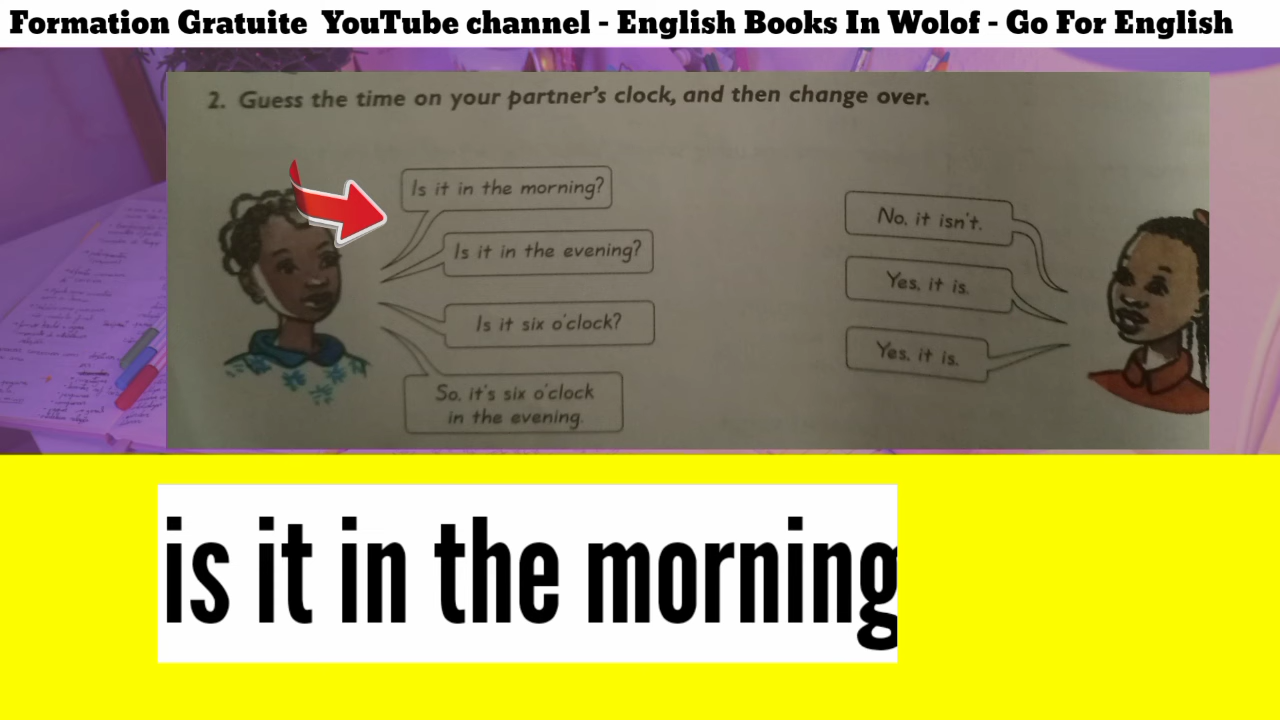 Formation Gratuite YouTube channel - English Books In Wolof - Go For English
2. Guess the time on your partner's clock, and then change over.
Is it in the morning?
Is it in the evening?
Is it six o'clock?
So, it's six o'clock
in the evening.
No, it isn't.
Yes, it is.
Yes, it is.
is it in the morning